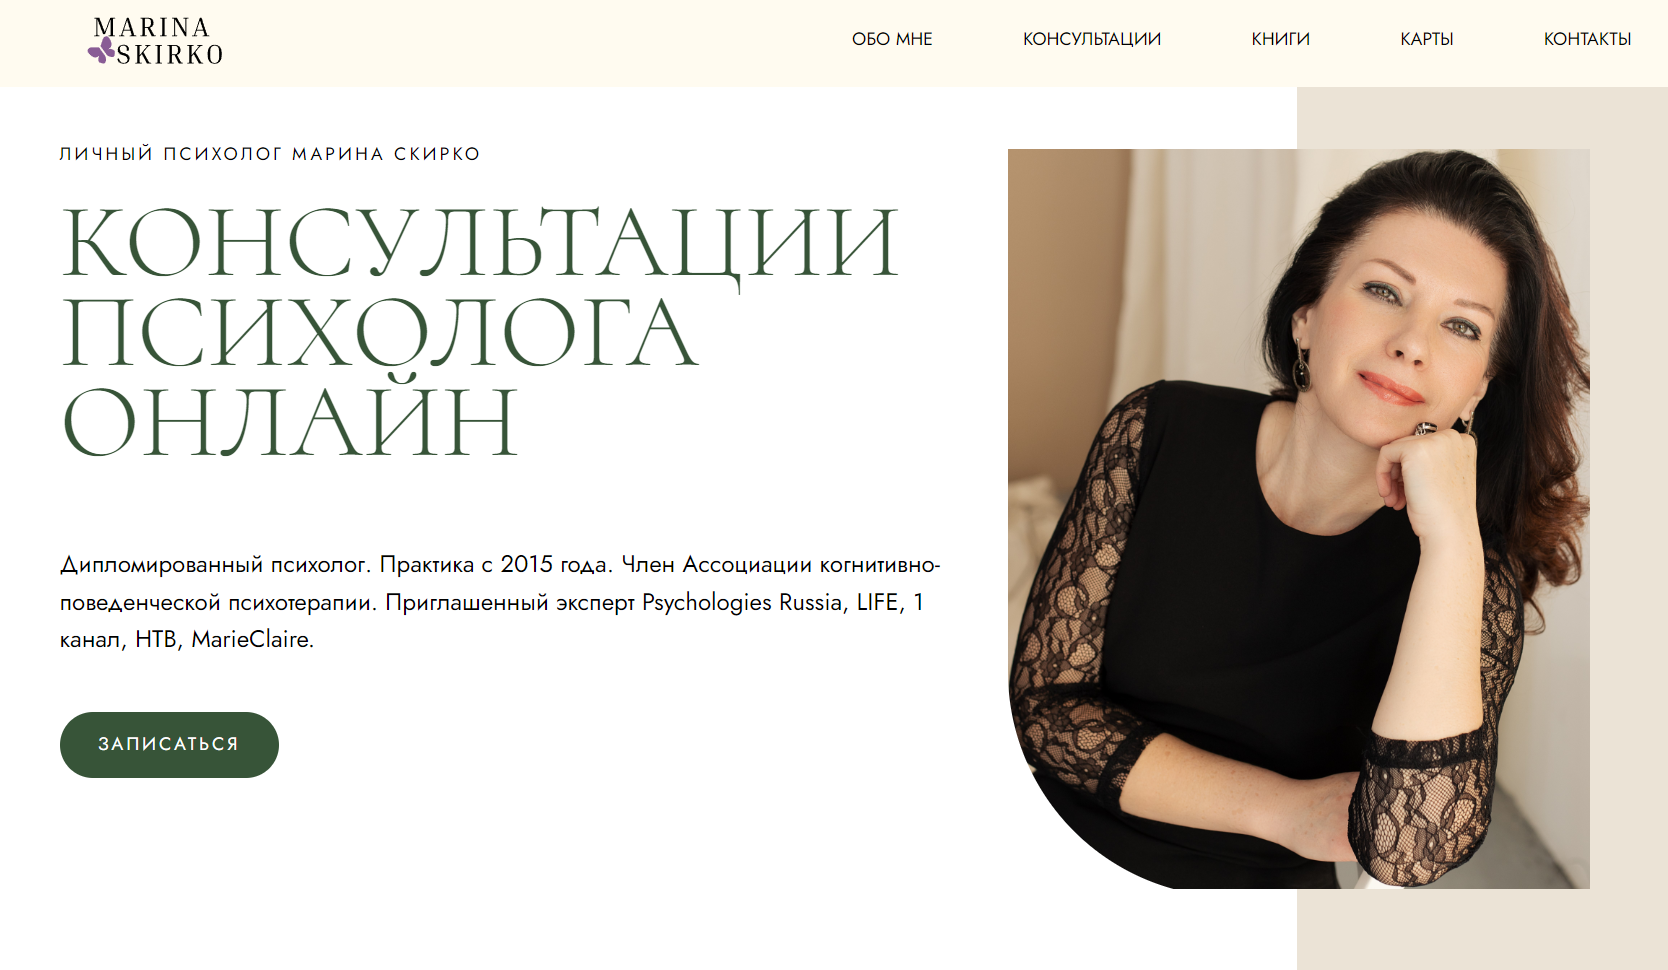 MARINA
SKIRKO
ОБО МНЕ
КОНСУЛЬТАЦИИ
КНИГИ
КАРТЫ
КОНТАКТЫ
ЛИЧНЫЙ ПСИХОЛОГ МАРИНА СКИРКО
КОНСУЛЬТАЦИИ
ПСИХОЛОГА
ОНЛАЙН
Дипломированный психолог. Практика с 2015 года. Член Ассоциации когнитивно-
поведенческой психотерапии. Приглашенный эксперт Psychologies Russia, LIFE, 1
канал, НТВ, MarieClaire.
ЗАПИСАТЬСЯ